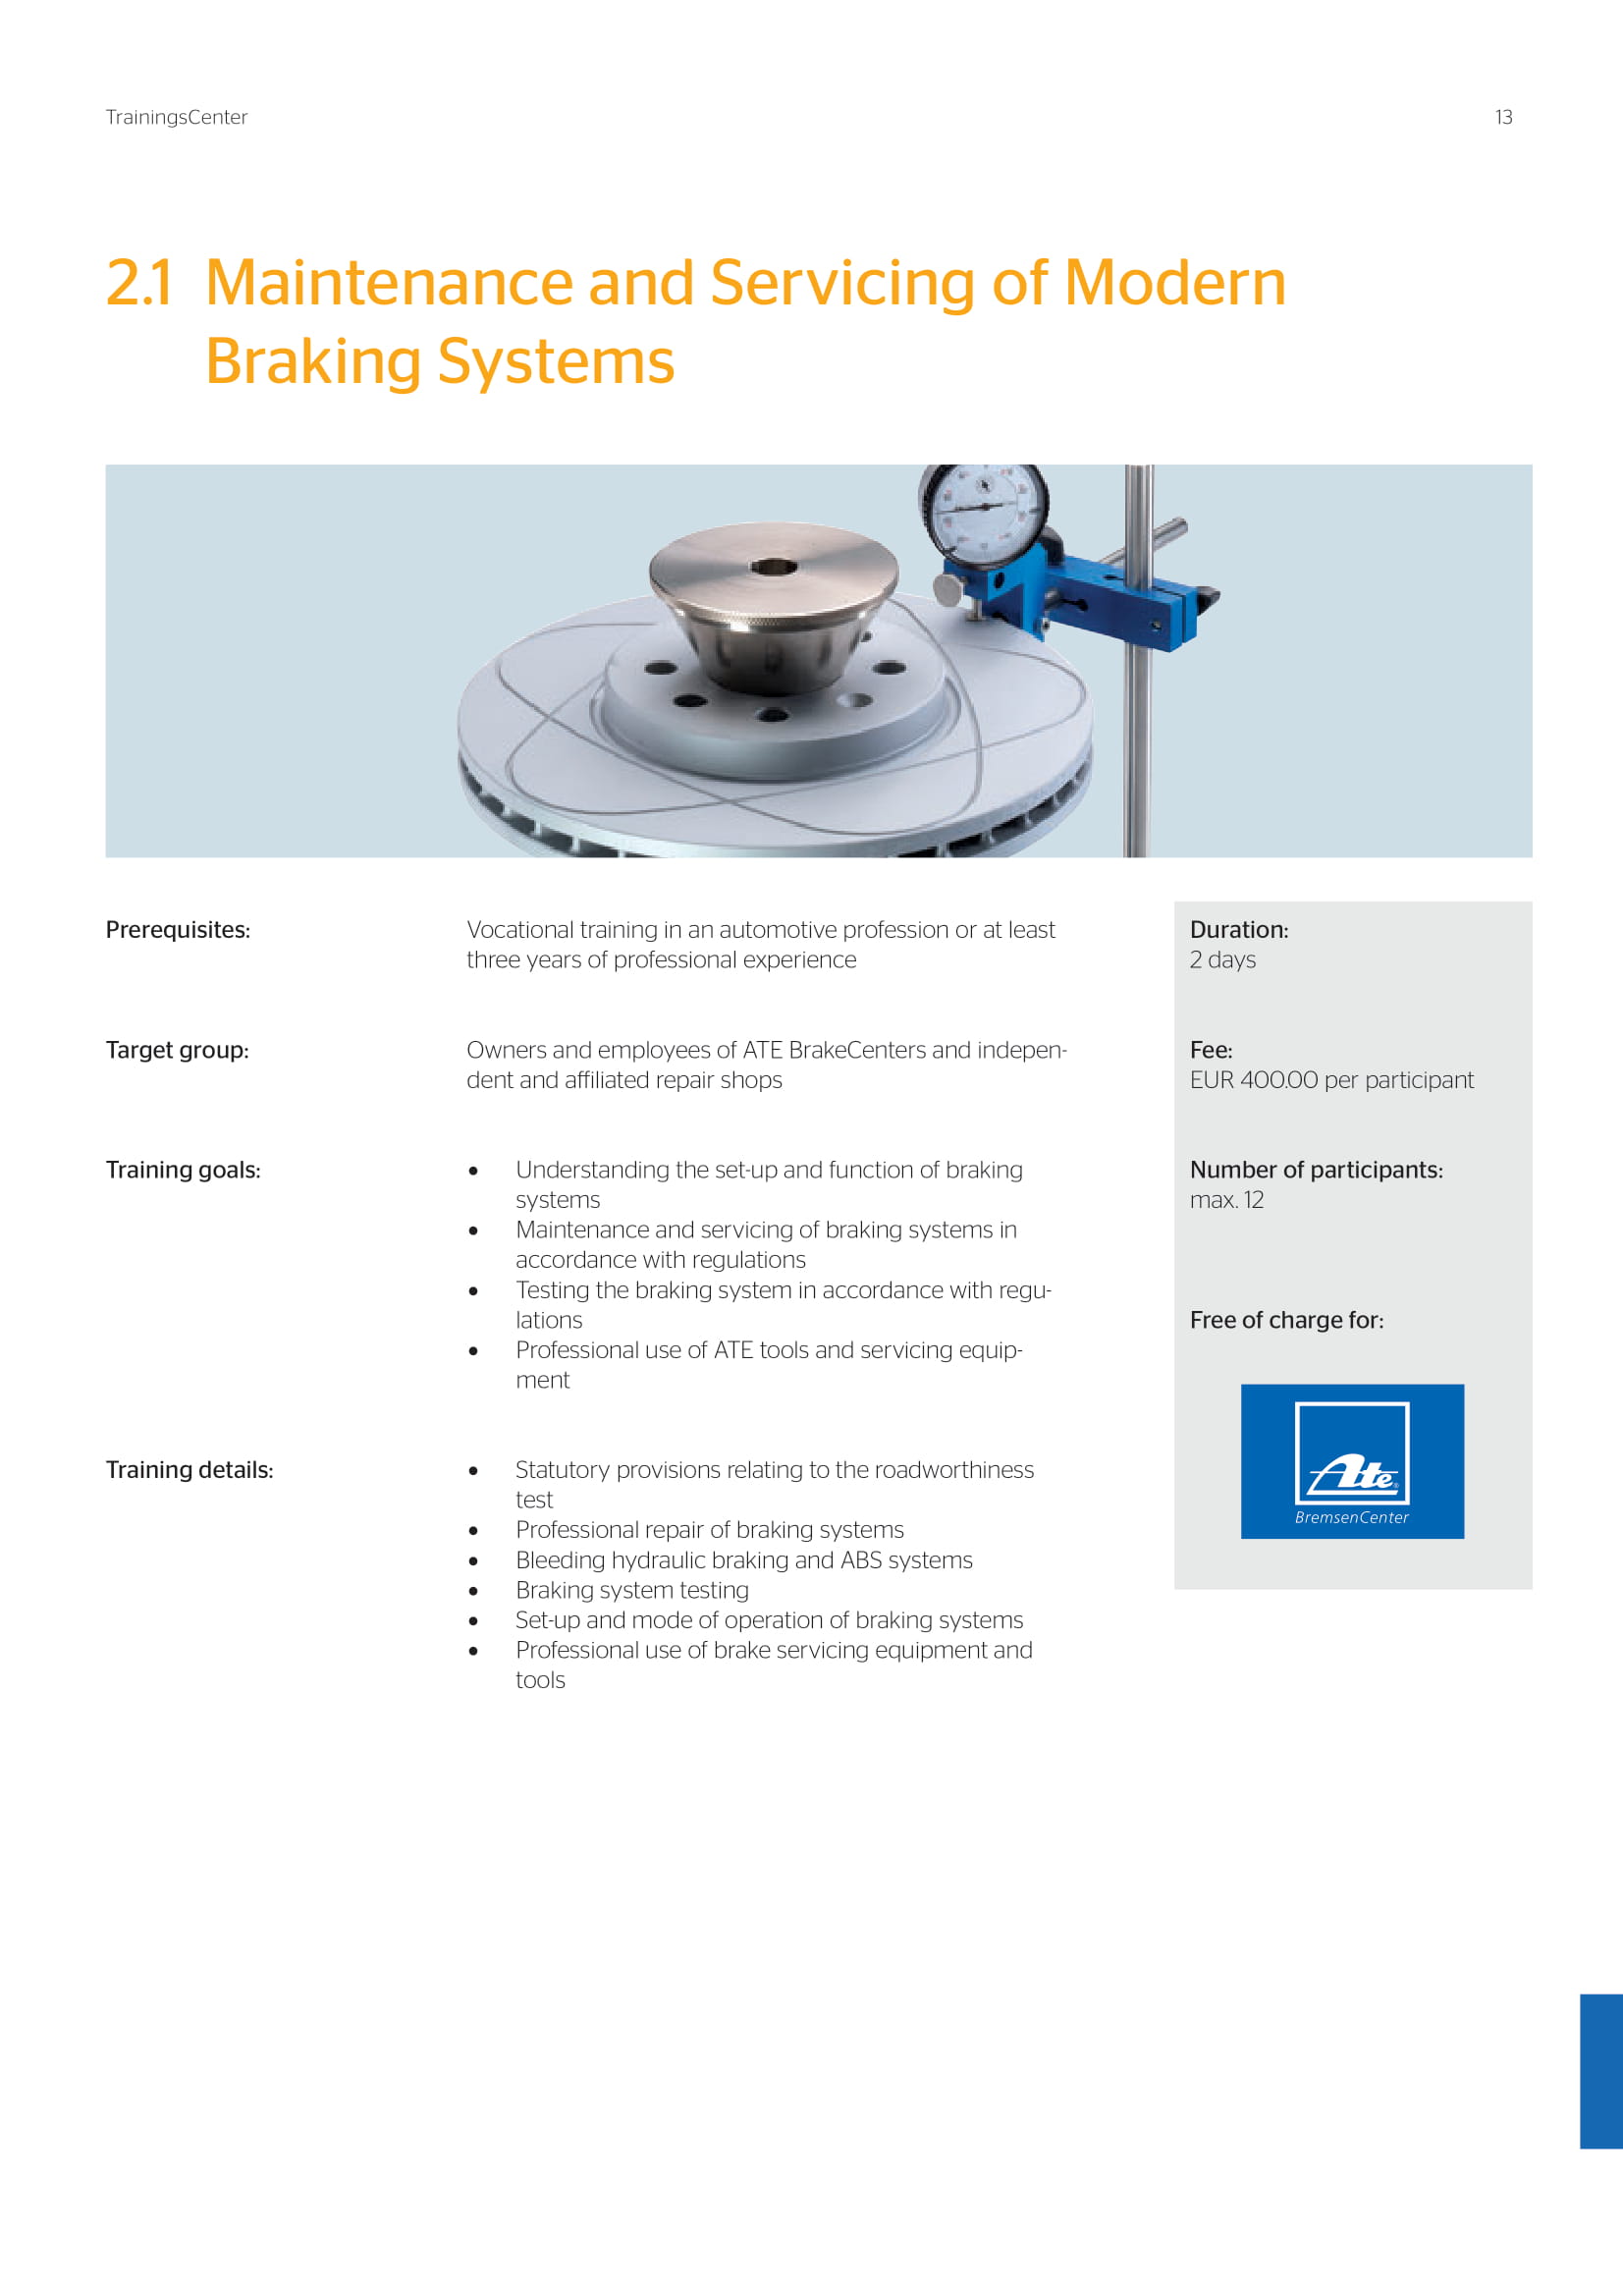 TrainingsCenter
13
2.1 Maintenance and Servicing of Modern
Braking Systems
Prerequisites:
Vocational training in an automotive profession or at least
three years of professional experience
Target group:
Owners and employees of ATE BrakeCenters and indepen-
dent and affiliated repair shops
Training goals:
• Understanding the set-up and function of braking
systems
• Maintenance and servicing of braking systems in
accordance with regulations
• Testing the braking system in accordance with regu-
lations
• Professional use of ATE tools and servicing equip-
ment
Training details:
• Statutory provisions relating to the roadworthiness
test
• Professional repair of braking systems
• Bleeding hydraulic braking and ABS systems
• Braking system testing
• Set-up and mode of operation of braking systems
• Professional use of brake servicing equipment and
tools
Duration:
2 days
Fee:
EUR 400.00 per participant
Number of participants:
max. 12
Free of charge for:
Ate®
BremsenCenter